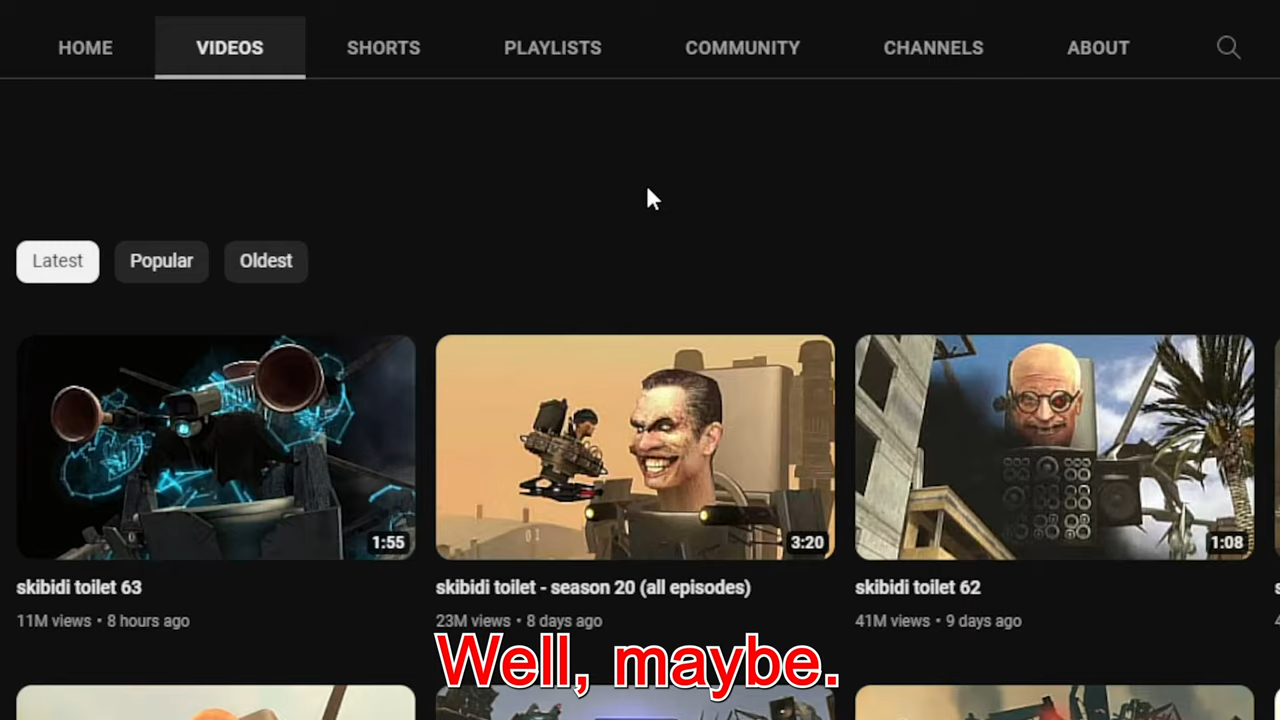 HOME VIDEOS SHORTS PLAYLISTS COMMUNITY CHANNELS ABOUT
Latest Popular Oldest
1:55 3:20 1:08
skibidi toilet 63 skibidi toilet - season 20 (all episodes) skibidi toilet 62
11M views • 8 hours ago 23M views • 8 days ago 41M views • 9 days ago
Well, maybe.